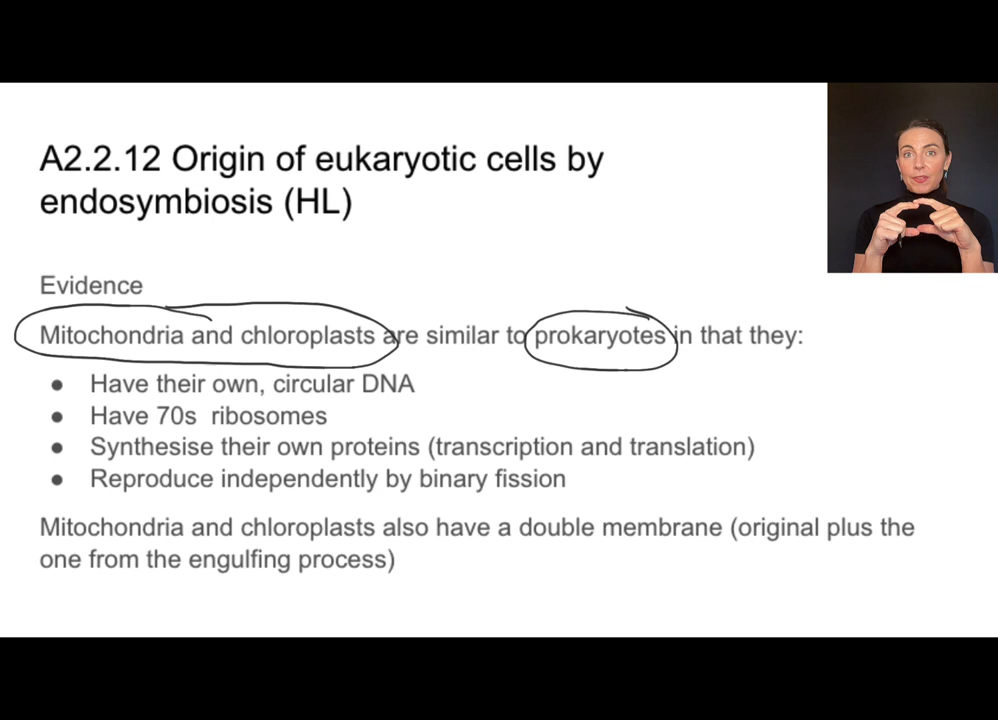 A2.2.12 Origin of eukaryotic cells by
endosymbiosis (HL)
Evidence
Mitochondria and chloroplasts are similar to prokaryotes in that they:
● Have their own, circular DNA
● Have 70s ribosomes
● Synthesise their own proteins (transcription and translation)
● Reproduce independently by binary fission
Mitochondria and chloroplasts also have a double membrane (original plus the
one from the engulfing process)